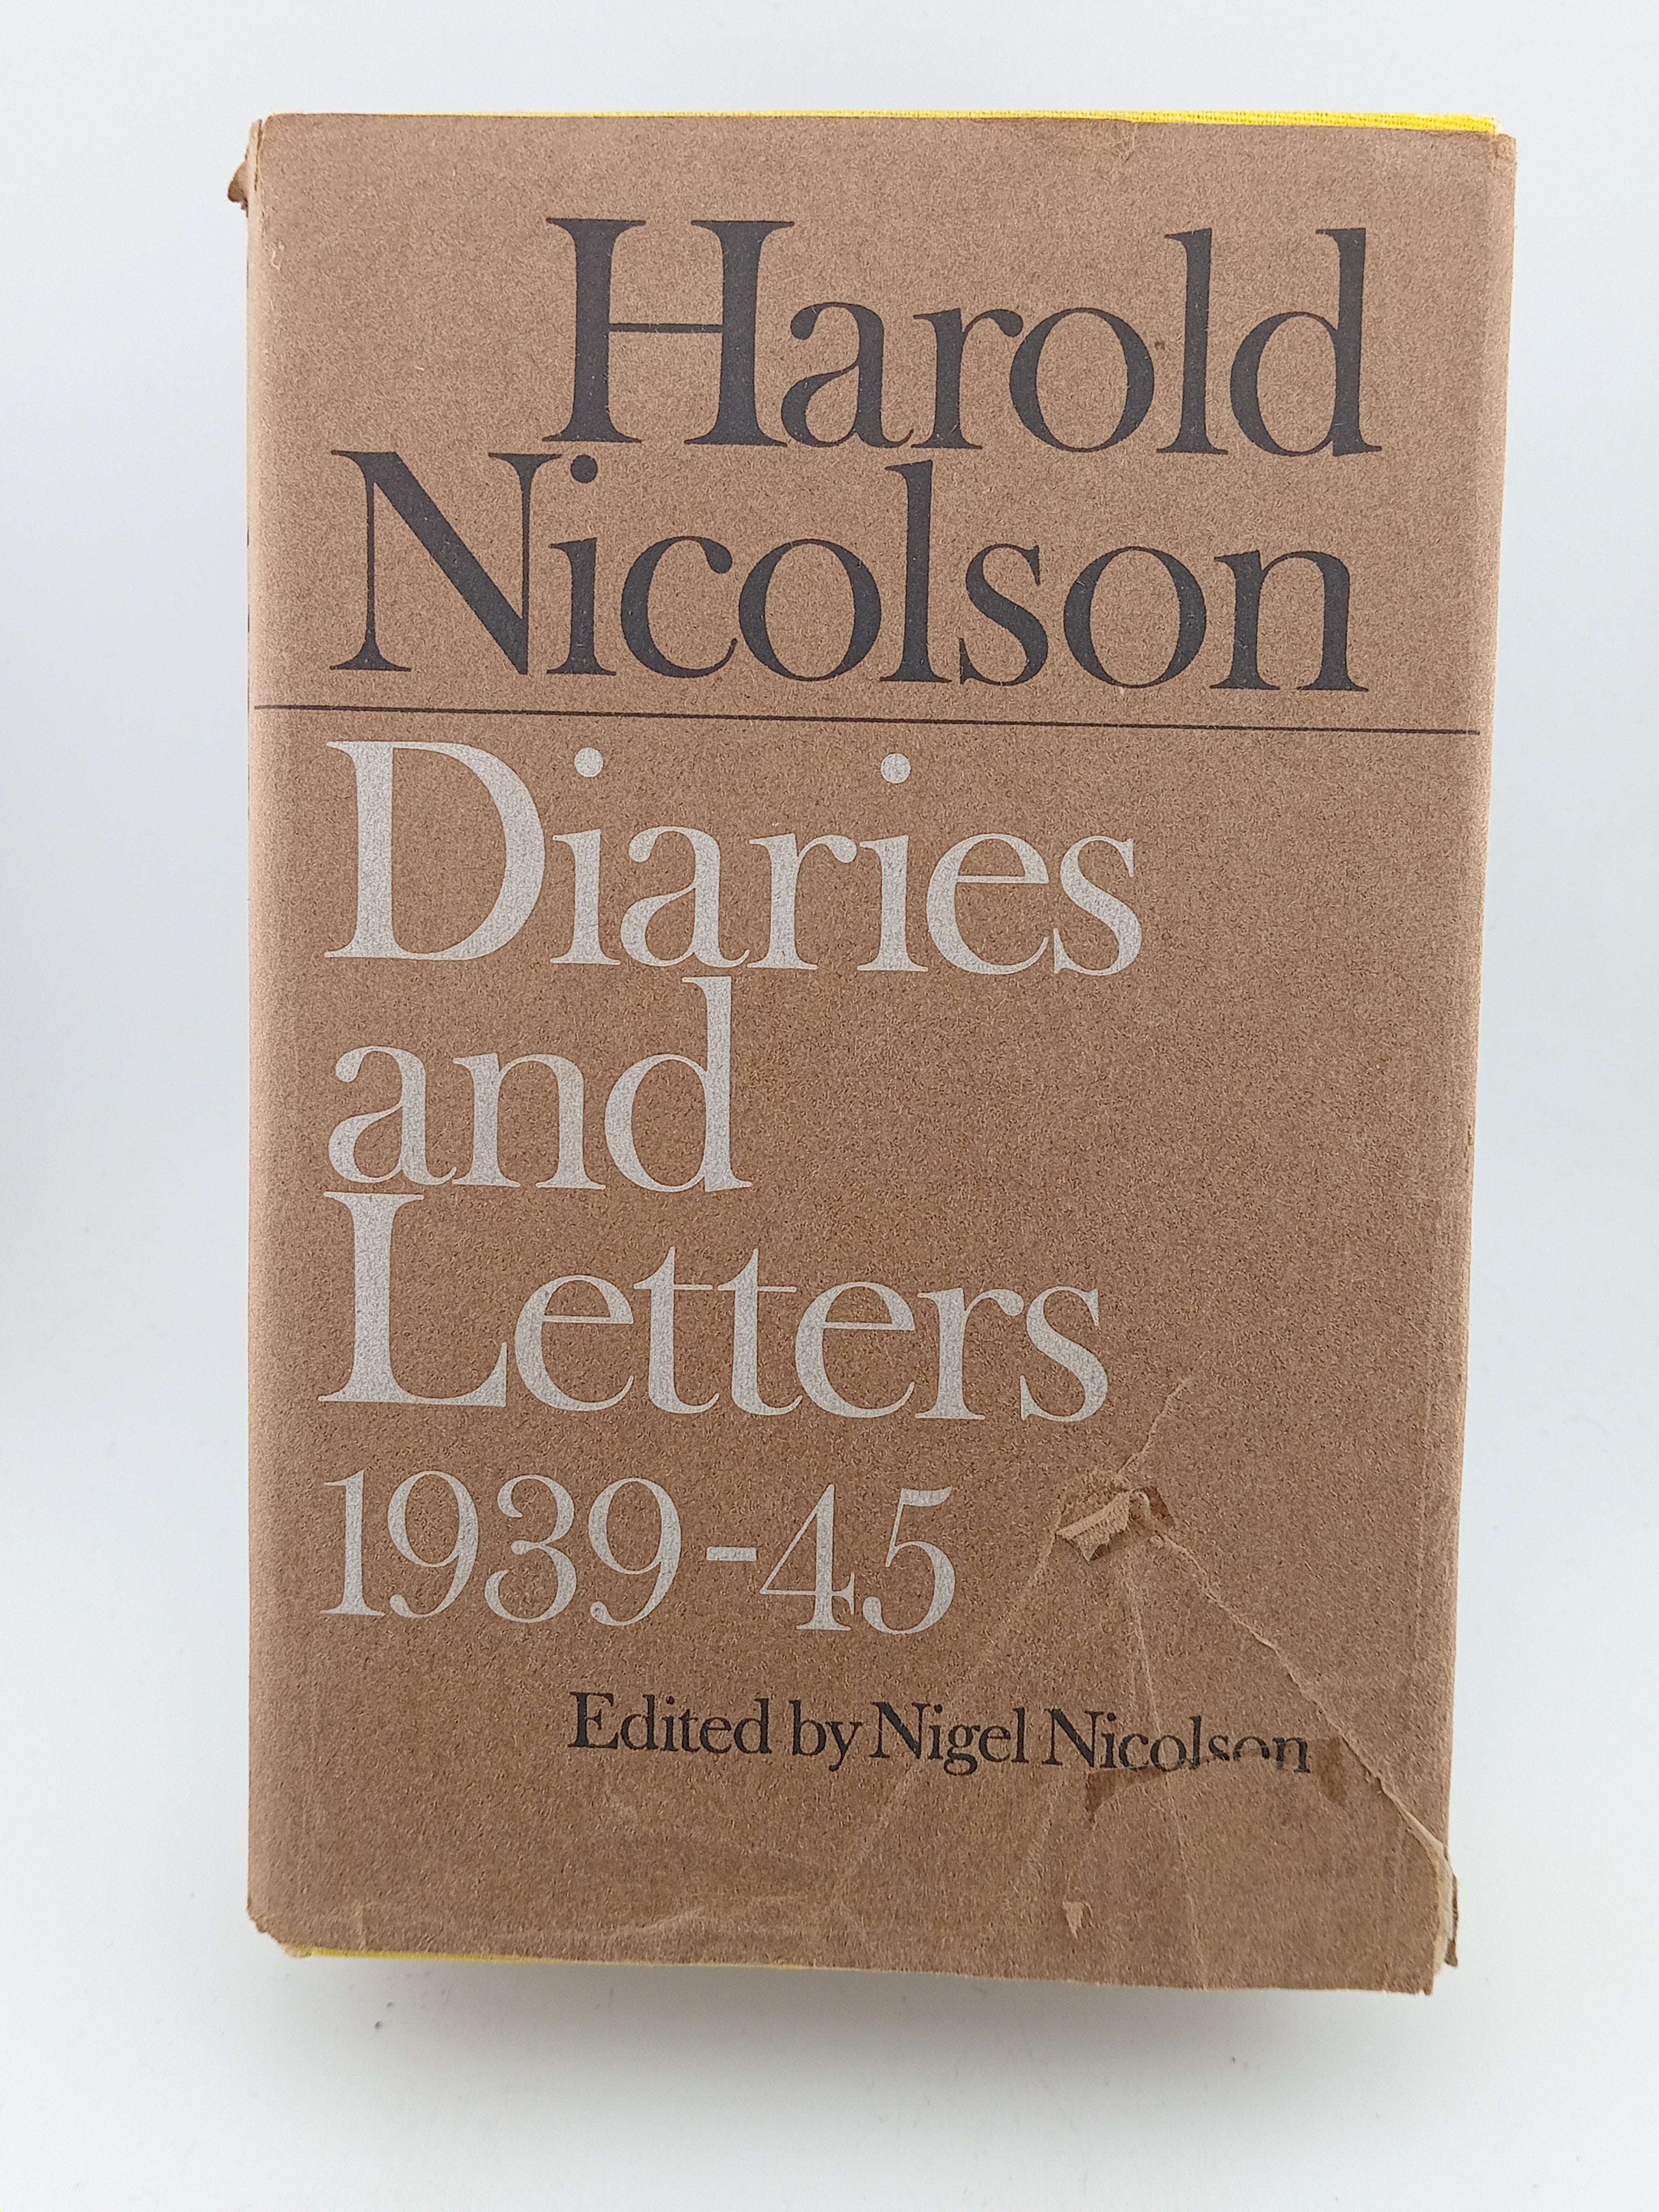 Harold
Nicolson
Diaries
and
Letters
1939-45
Edited by Nigel Nicolson